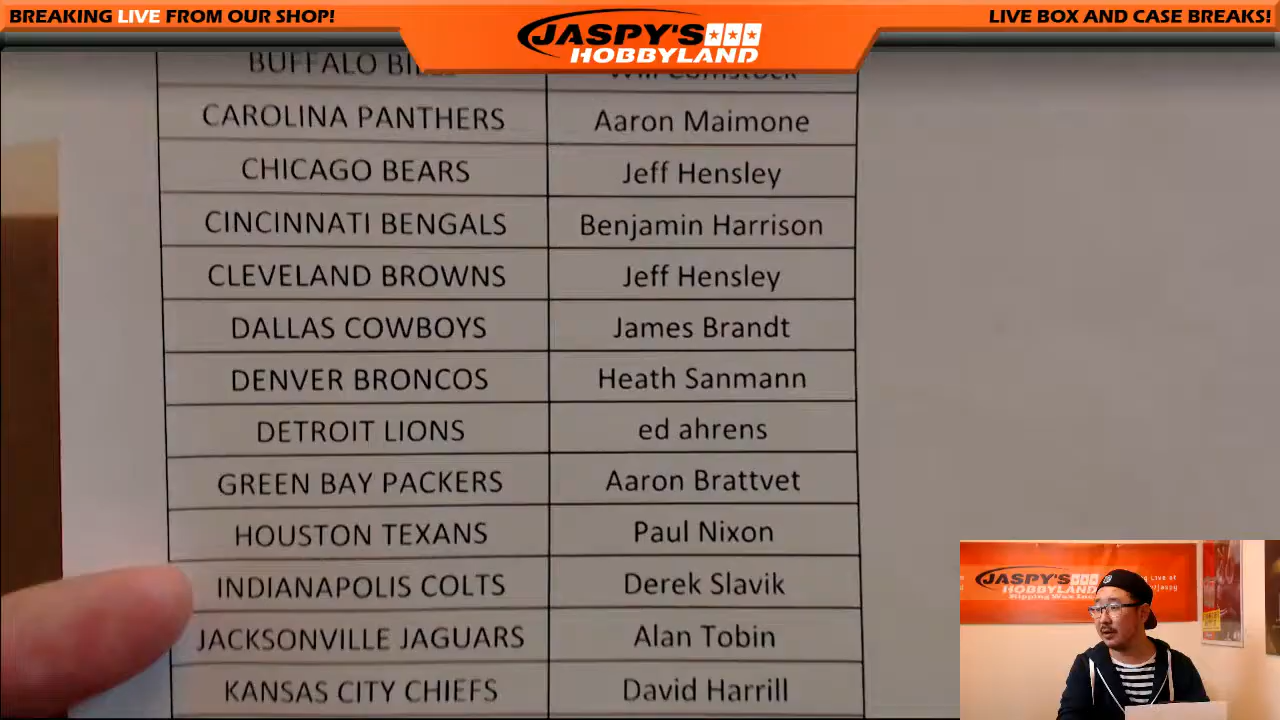 BREAKING LIVE FROM OUR SHOP!
JASPY'S
HOBBYLAND
LIVE BOX AND CASE BREAKS!
BUFFALO Will Comstock
CAROLINA PANTHERS Aaron Maimone
CHICAGO BEARS Jeff Hensley
CINCINNATI BENGALS Benjamin Harrison
CLEVELAND BROWNS Jeff Hensley
DALLAS COWBOYS James Brandt
DENVER BRONCOS Heath Sanmann
DETROIT LIONS ed ahrens
GREEN BAY PACKERS Aaron Brattvet
HOUSTON TEXANS Paul Nixon
INDIANAPOLIS COLTS Derek Slavik
JACKSONVILLE JAGUARS Alan Tobin
KANSAS CITY CHIEFS David Harrill
JASPY'S